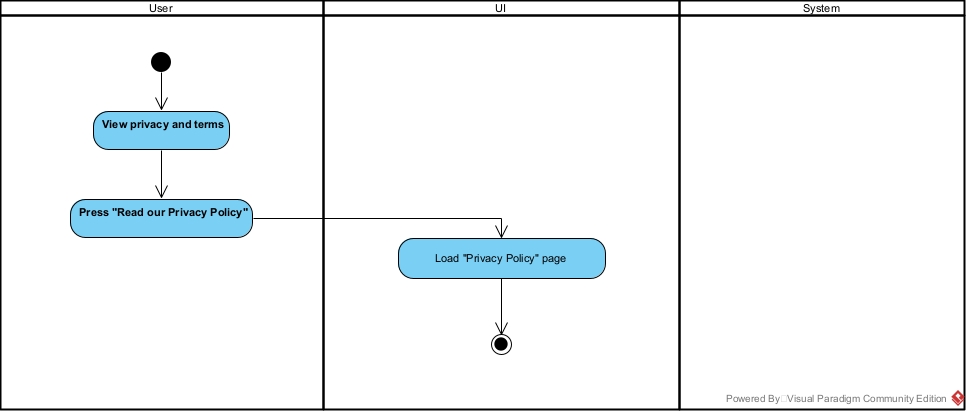 User
UI
System
View privacy and terms
Press "Read our Privacy Policy"
Load "Privacy Policy" page
Powered By Visual Paradigm Community Edition